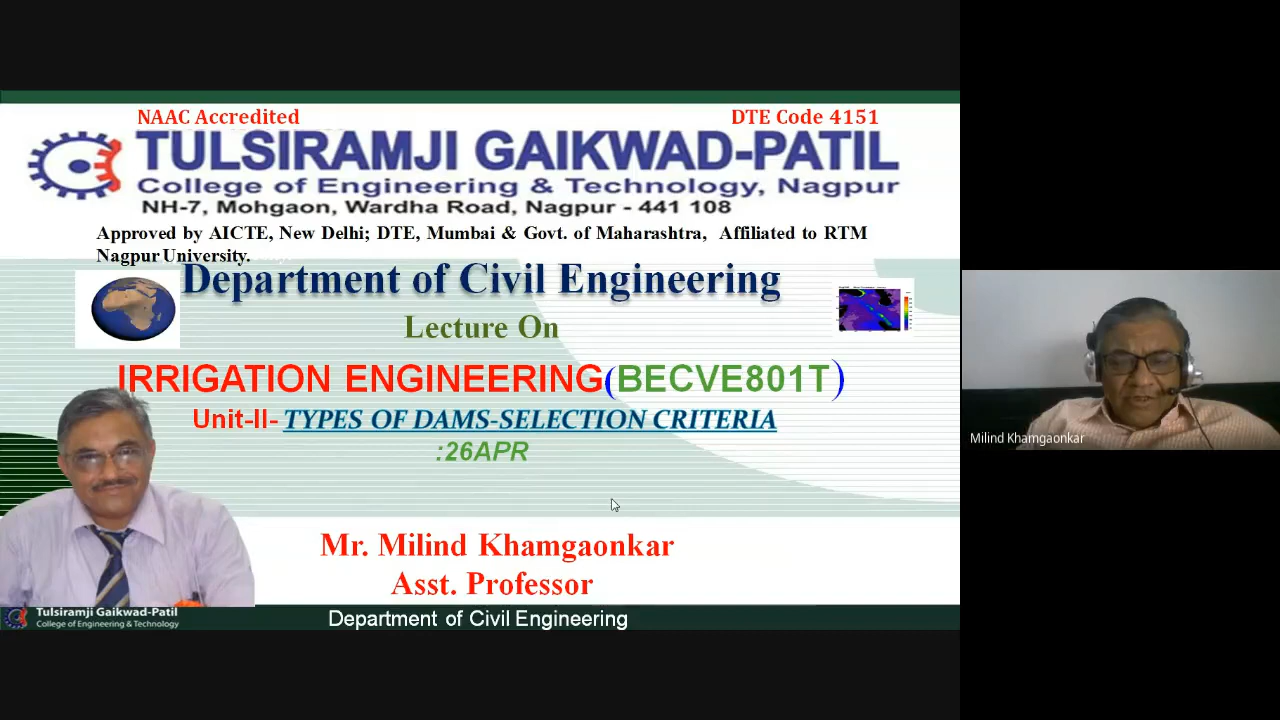 NAAC Accredited
DTE Code 4151
TULSIRAMJI GAIKWAD-PATIL
College of Engineering & Technology, Nagpur
NH-7, Mohgaon, Wardha Road, Nagpur - 441 108
Approved by AICTE, New Delhi; DTE, Mumbai & Govt. of Maharashtra, Affiliated to RTM
Nagpur University.
Department of Civil Engineering
Lecture On
IRRIGATION ENGINEERING(BECVE801T)
Unit-II- TYPES OF DAMS-SELECTION CRITERIA
:26APR
Mr. Milind Khamgaonkar
Asst. Professor
Tulsiramji Gaikwad-Patil
College of Engineering & Technology
Department of Civil Engineering
Milind Khamgaonkar